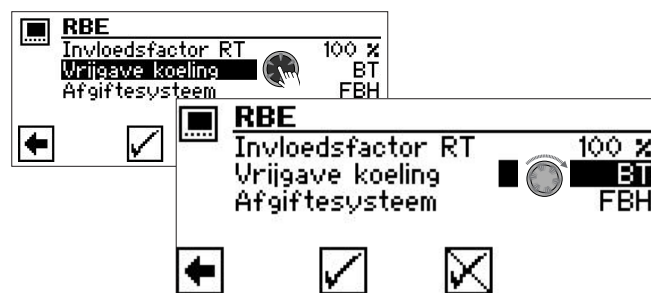 RBE
Invloedsfactor RT 100 %
Vrijgave koeling BT
Afgiftesysteem FBH
RBE
Invloedsfactor RT 100 %
Vrijgave koeling BT
Afgiftesysteem FBH